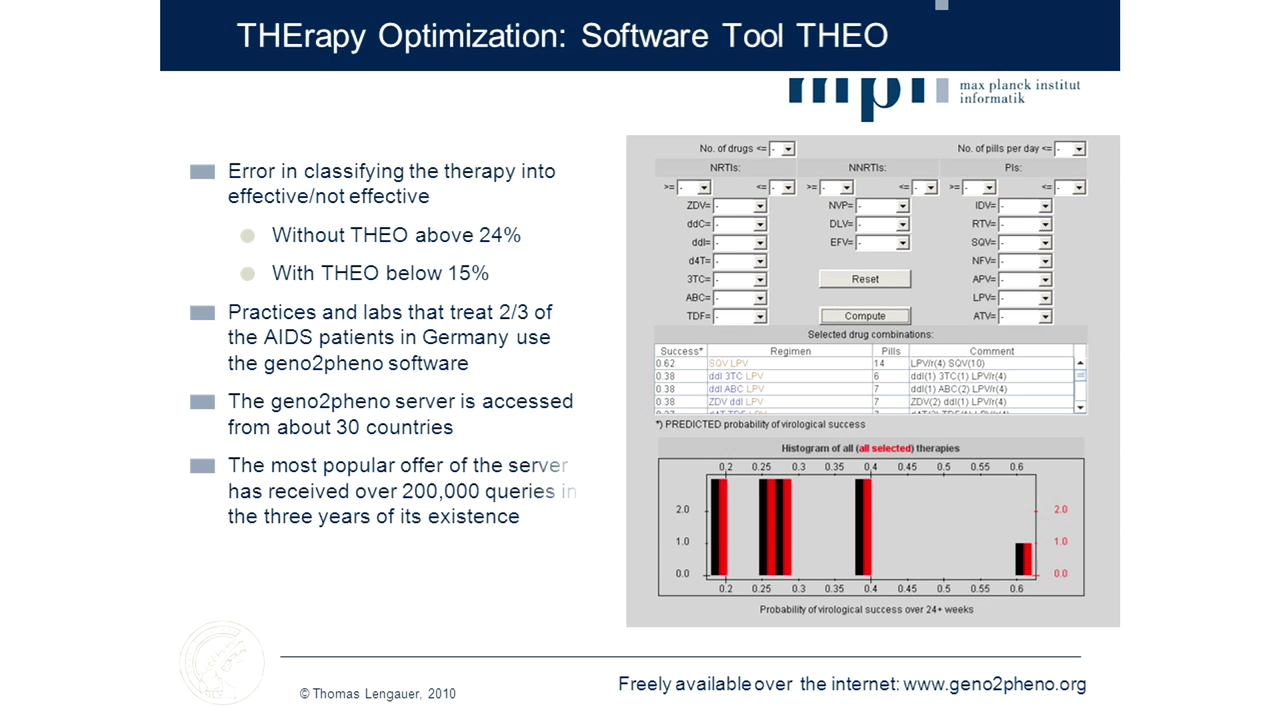 THErapy Optimization: Software Tool THEO
mpi
max planck institut
informatik
Error in classifying the therapy into
effective/not effective
Without THEO above 24%
With THEO below 15%
Practices and labs that treat 2/3 of
the AIDS patients in Germany use
the geno2pheno software
The geno2pheno server is accessed
from about 30 countries
The most popular offer of the server
has received over 200,000 queries in
the three years of its existence
No. of drugs <= - No. of pills per day <= -
NRTIs: NNRTIs: PIs:
>= - <= - >= - <= - >= - <= -
ZDV= - NVP= - IDV= -
ddC= - DLV= - RTV= -
ddI= - EFV= - SQV= -
d4T= - NFV= -
3TC= - Reset APV= -
ABC= - LPV= -
TDF= - Compute ATV= -
Selected drug combinations:
Success* Regimen Pills Comment
0.62 SQV LPV 14 LPV/r(4) SQV(10)
0.38 ddI 3TC LPV 6 ddI(1) 3TC(1) LPV/r(4)
0.38 ddI ABC LPV 7 ddI(1) ABC(2) LPV/r(4)
0.38 ZDV ddI LPV 7 ZDV(2) ddI(1) LPV/r(4)
*) PREDICTED probability of virological success
Histogram of all (all selected) therapies
0.2 0.25 0.3 0.35 0.4 0.45 0.5 0.55 0.6
2.0 2.0
1.0 1.0
0.0 0.0
0.2 0.25 0.3 0.35 0.4 0.45 0.5 0.55 0.6
Probability of virological success over 24+ weeks
© Thomas Lengauer, 2010
Freely available over the internet: www.geno2pheno.org